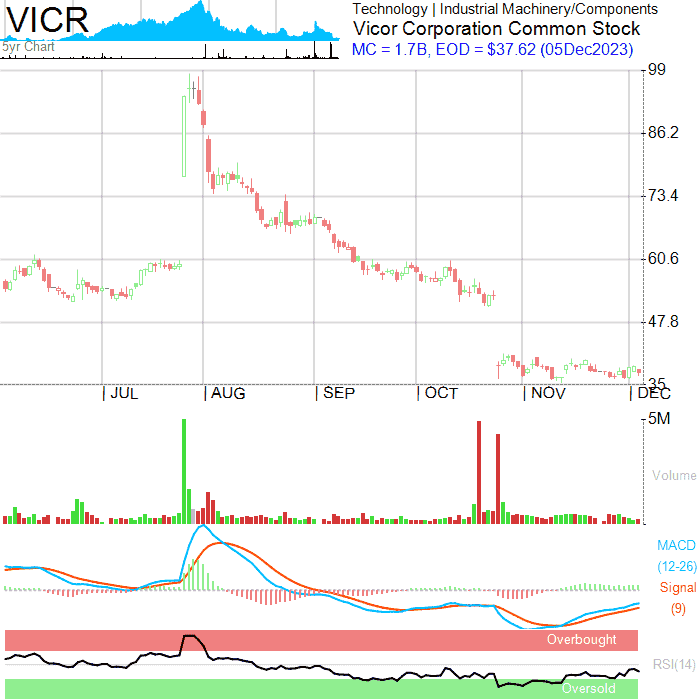 VICR
5yr Chart
Technology | Industrial Machinery/Components
Vicor Corporation Common Stock
MC = 1.7B, EOD = $37.62 (05Dec2023)
99
86.2
73.4
60.6
47.8
35
JUL
AUG
SEP
OCT
NOV
DEC
5M
Volume
MACD
(12-26)
Signal
(9)
Overbought
RSI(14)
Oversold